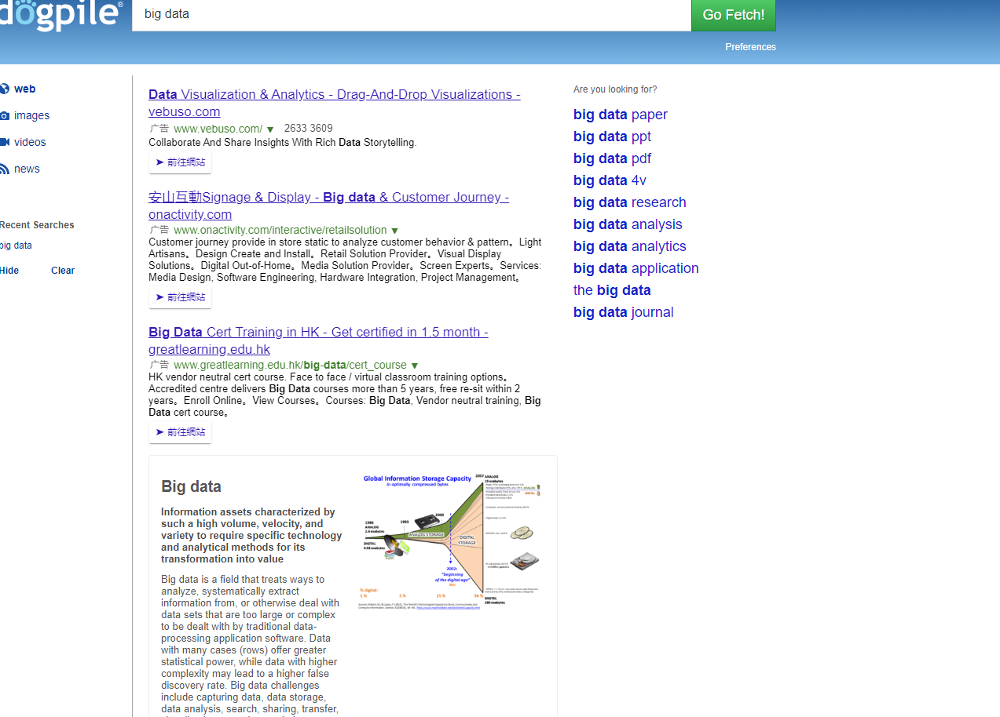 dogpile®
big data
Go Fetch!
Preferences
web
images
videos
news
Recent Searches
big data
Hide Clear
Data Visualization & Analytics - Drag-And-Drop Visualizations -
vebuso.com
广告 www.vebuso.com/ ▼ 2633 3609
Collaborate And Share Insights With Rich Data Storytelling.
➤ 前往網站
安山互動Signage & Display - Big data & Customer Journey -
onactivity.com
广告 www.onactivity.com/interactive/retailsolution ▼
Customer journey provide in store static to analyze customer behavior & pattern。Light
Artisans。Design Create and Install。Retail Solution Provider。Visual Display
Solutions。Digital Out-of-Home。Media Solution Provider。Screen Experts。Services:
Media Design, Software Engineering, Hardware Integration, Project Management。
➤ 前往網站
Big Data Cert Training in HK - Get certified in 1.5 month -
greatlearning.edu.hk
广告 www.greatlearning.edu.hk/big-data/cert_course ▼
HK vendor neutral cert course. Face to face / virtual classroom training options。
Accredited centre delivers Big Data courses more than 5 years, free re-sit within 2
years。Enroll Online。View Courses。Courses: Big Data, Vendor neutral training, Big
Data cert course。
➤ 前往網站
Big data
Information assets characterized by
such a high volume, velocity, and
variety to require specific technology
and analytical methods for its
transformation into value
Big data is a field that treats ways to
analyze, systematically extract
information from, or otherwise deal with
data sets that are too large or complex
to be dealt with by traditional data-
processing application software. Data
with many cases (rows) offer greater
statistical power, while data with higher
complexity may lead to a higher false
discovery rate. Big data challenges
include capturing data, data storage,
data analysis, search, sharing, transfer,
Global Information Storage Capacity
in optimally compressed bytes
2007 ANALOG
19 exabytes
ANALOG
DIGITAL
1986
ANALOG
2.6 exabytes
DIGITAL
0.02 exabytes
1993
2000
ANALOG STORAGE
DIGITAL
STORAGE
2002:
"beginning
of the digital age"
50%
% digital:
1 % 3 % 25 % 94 %
DIGITAL
280 exabytes
Are you looking for?
big data paper
big data ppt
big data pdf
big data 4v
big data research
big data analysis
big data analytics
big data application
the big data
big data journal